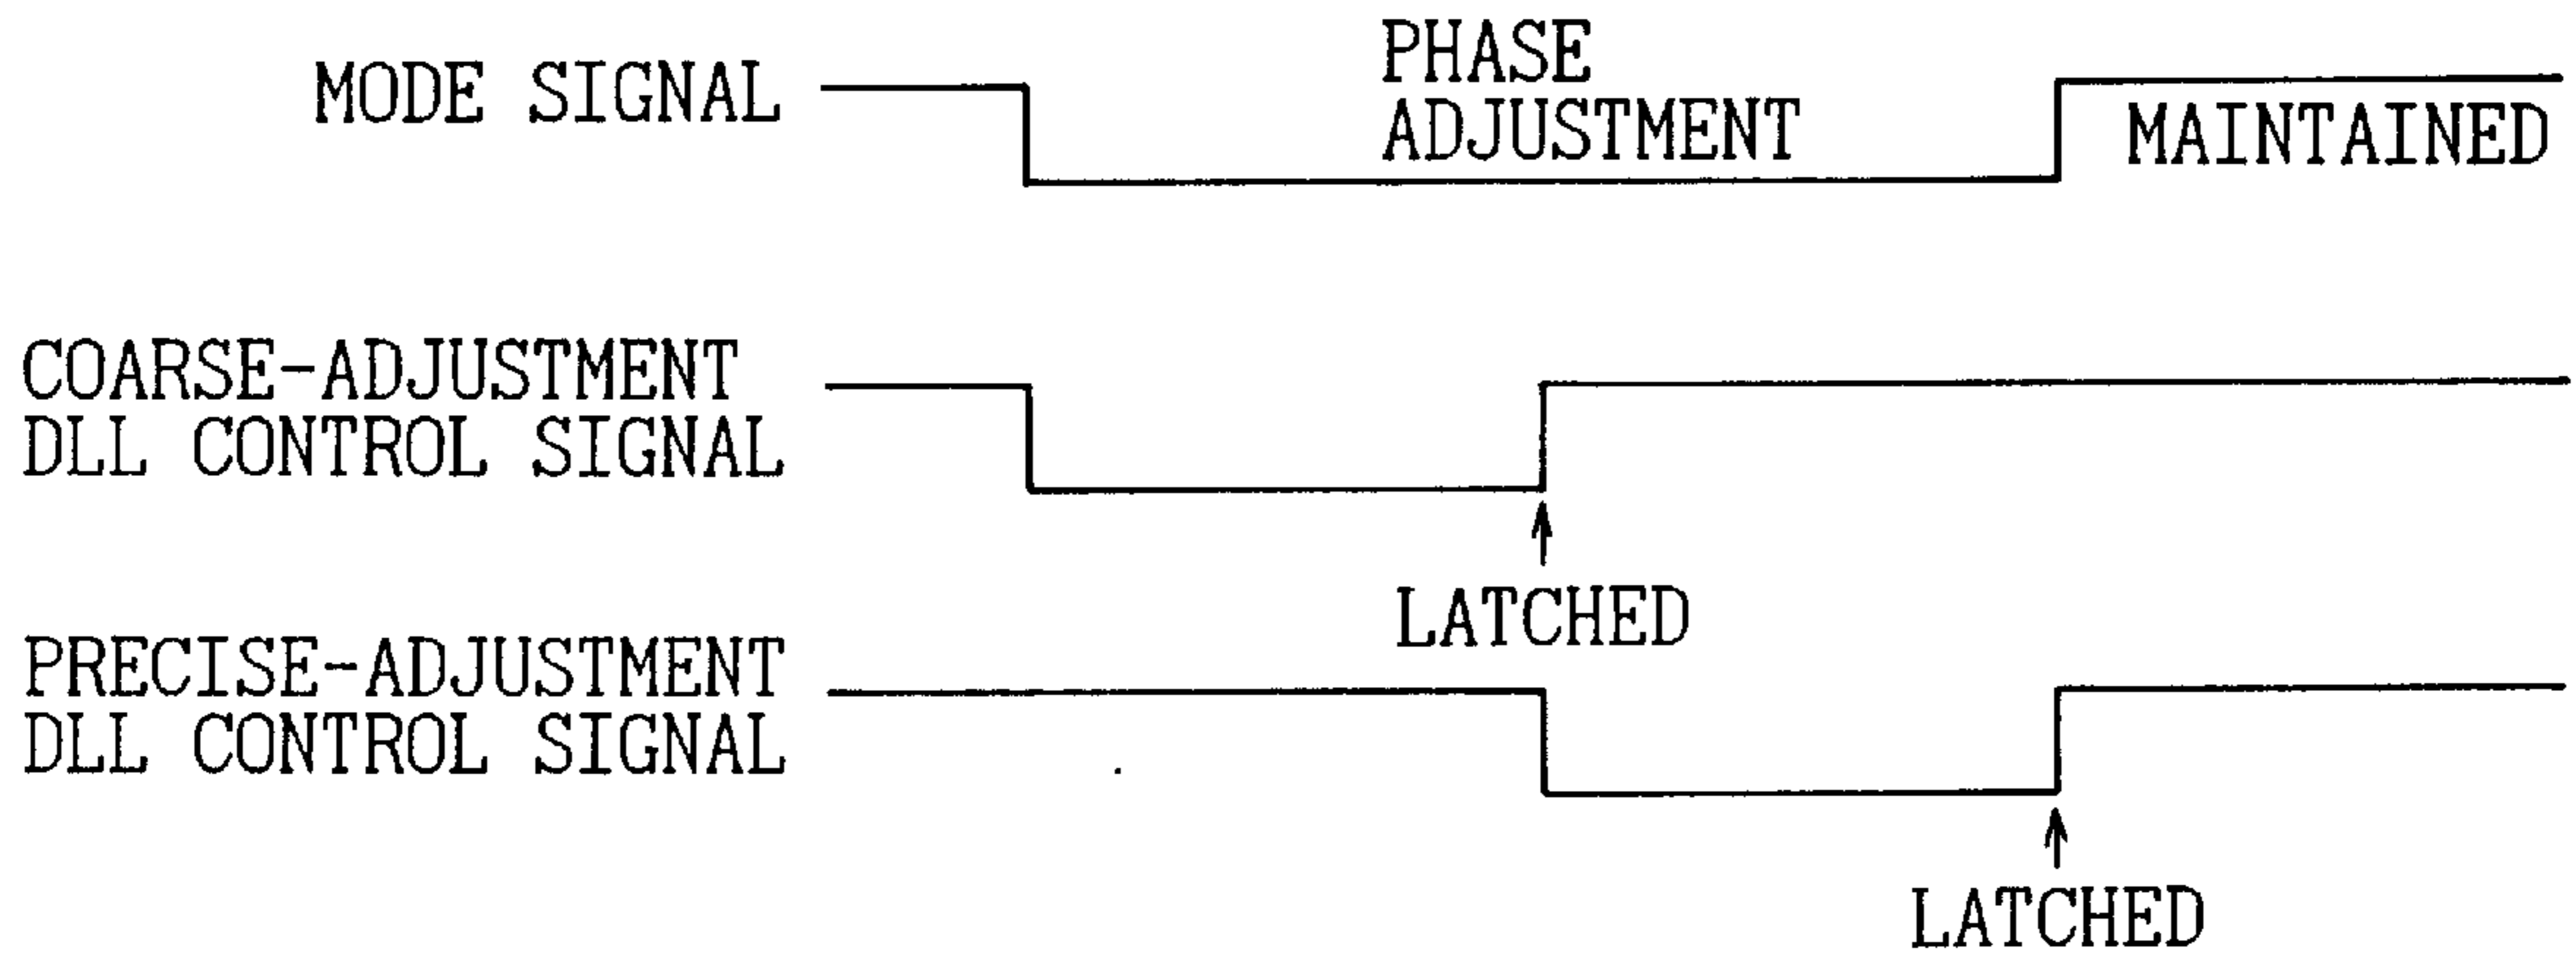 MODE SIGNAL
PHASE
ADJUSTMENT
MAINTAINED
COARSE-ADJUSTMENT
DLL CONTROL SIGNAL
LATCHED
PRECISE-ADJUSTMENT
DLL CONTROL SIGNAL
LATCHED